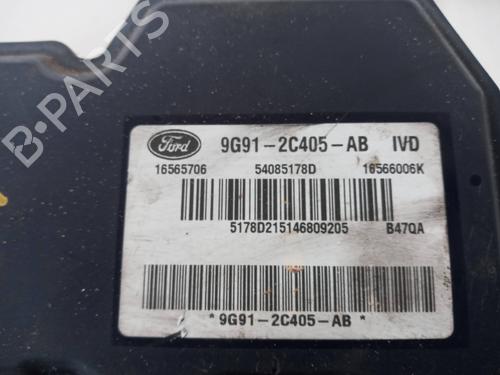 B-PARTS
Ford 9G91-2C405-AB IVD
16565706 54085178D 16566006K
5178D215146809205 B47QA
* 9G91-2C405-AB *